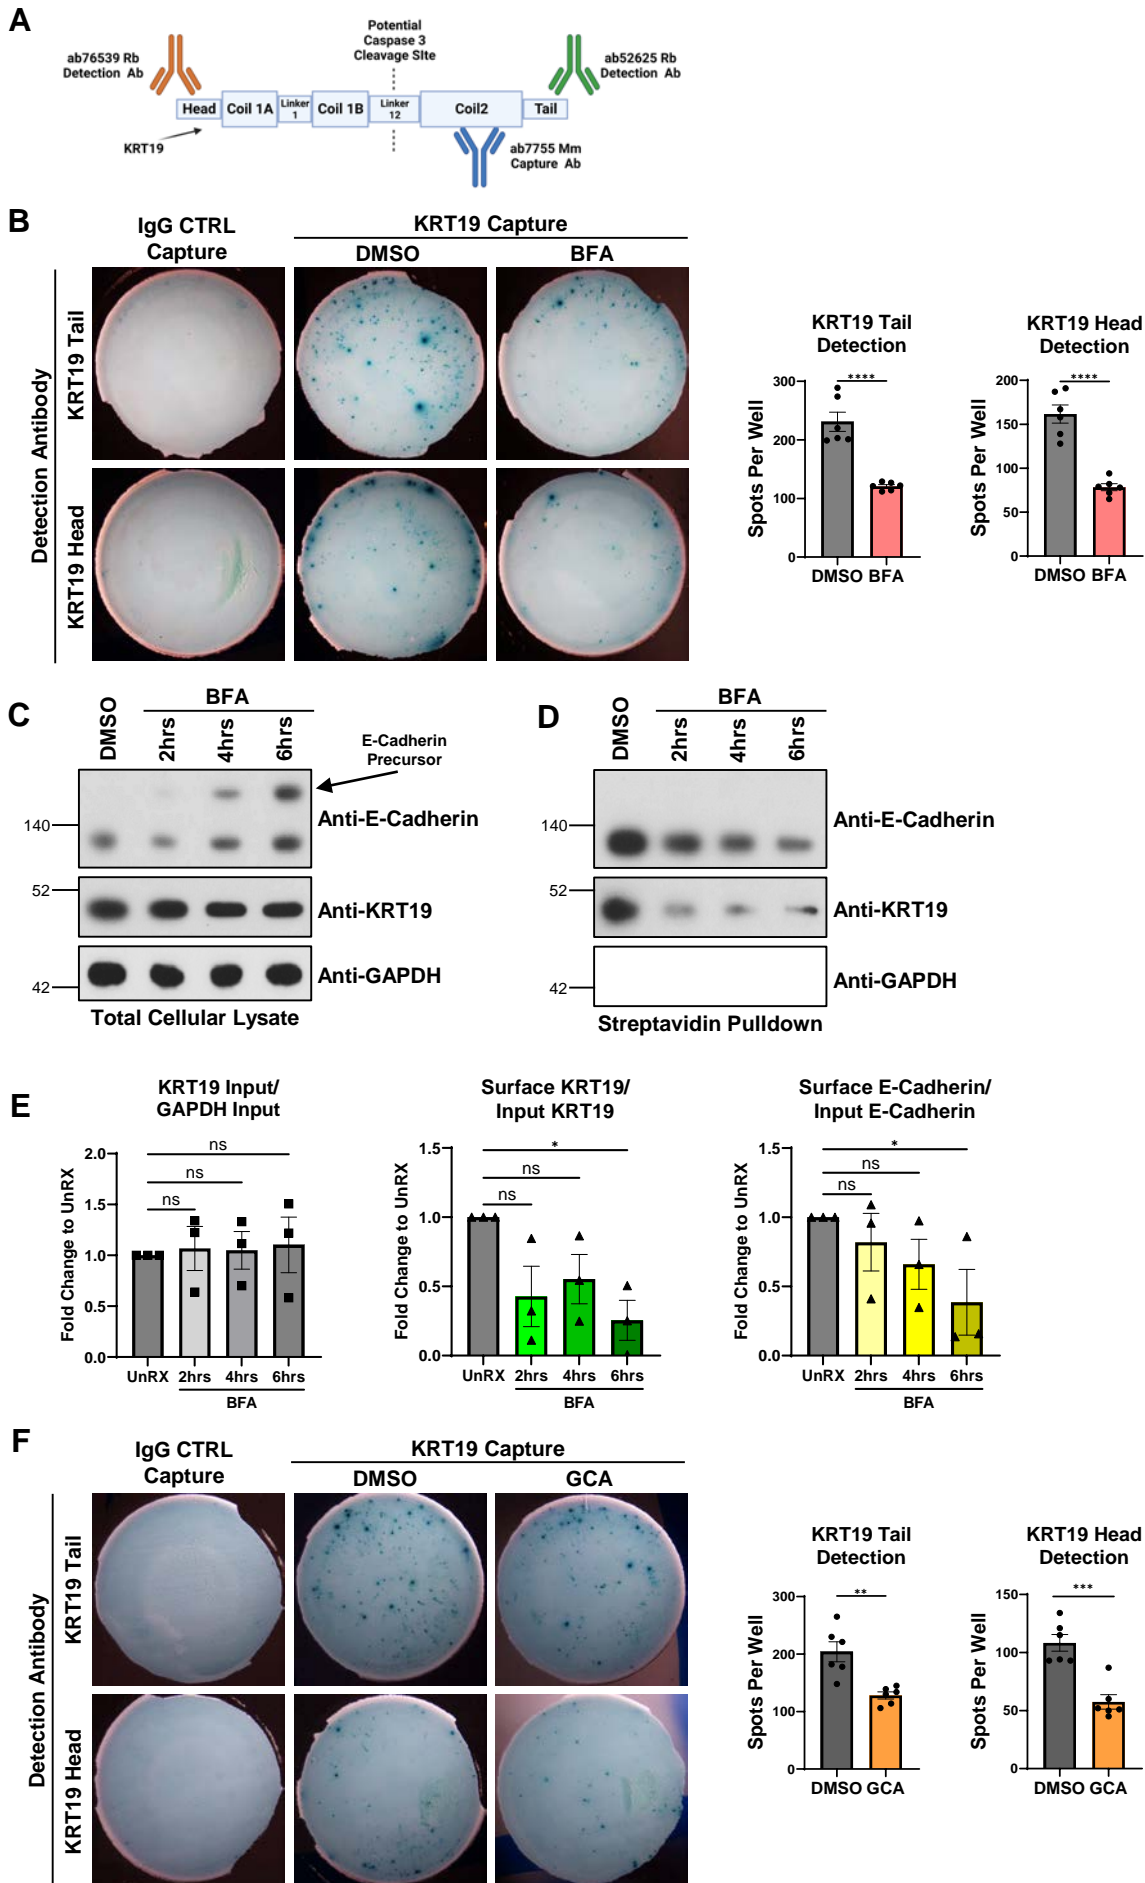 A
Potential
Caspase 3
Cleavage SIte
ab76539 Rb
Detection Ab
ab52625 Rb
Detection Ab
Head
Coil 1A
Linker
1
Coil 1B
Linker
12
Coil2
Tail
KRT19
ab7755 Mm
Capture Ab
B
IgG CTRL
Capture
KRT19 Capture
DMSO
BFA
Detection Antibody
KRT19 Tail
KRT19 Head
KRT19 Tail
Detection
Spots Per Well
300
200
100
0
****
DMSO BFA
KRT19 Head
Detection
Spots Per Well
200
150
100
50
0
****
DMSO BFA
C
DMSO
BFA
2hrs
4hrs
6hrs
E-Cadherin
Precursor
140
Anti-E-Cadherin
52
Anti-KRT19
42
Anti-GAPDH
Total Cellular Lysate
D
DMSO
BFA
2hrs
4hrs
6hrs
140
Anti-E-Cadherin
52
Anti-KRT19
42
Anti-GAPDH
Streptavidin Pulldown
E
KRT19 Input/
GAPDH Input
Fold Change to UnRX
2.0
1.5
1.0
0.5
0.0
ns
ns
ns
UnRX 2hrs 4hrs 6hrs
BFA
Surface KRT19/
Input KRT19
Fold Change to UnRX
1.5
1.0
0.5
0.0
*
ns
ns
UnRX 2hrs 4hrs 6hrs
BFA
Surface E-Cadherin/
Input E-Cadherin
Fold Change to UnRX
1.5
1.0
0.5
0.0
*
ns
ns
UnRX 2hrs 4hrs 6hrs
BFA
F
IgG CTRL
Capture
KRT19 Capture
DMSO
GCA
Detection Antibody
KRT19 Tail
KRT19 Head
KRT19 Tail
Detection
Spots Per Well
300
200
100
0
**
DMSO GCA
KRT19 Head
Detection
Spots Per Well
150
100
50
0
***
DMSO GCA